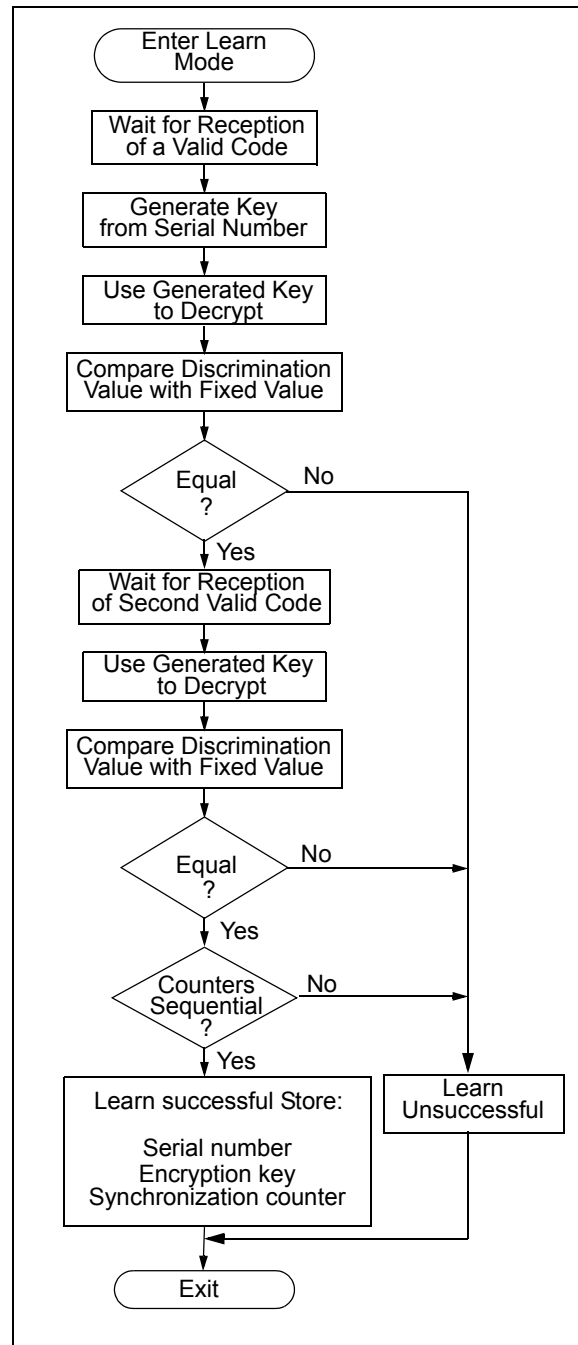 Enter Learn
Mode
Wait for Reception
of a Valid Code
Generate Key
from Serial Number
Use Generated Key
to Decrypt
Compare Discrimination
Value with Fixed Value
Equal
?
No
Yes
Wait for Reception
of Second Valid Code
Use Generated Key
to Decrypt
Compare Discrimination
Value with Fixed Value
Equal
?
No
Yes
Counters
Sequential
?
No
Yes
Learn successful Store:
Serial number
Encryption key
Synchronization counter
Learn
Unsuccessful
Exit